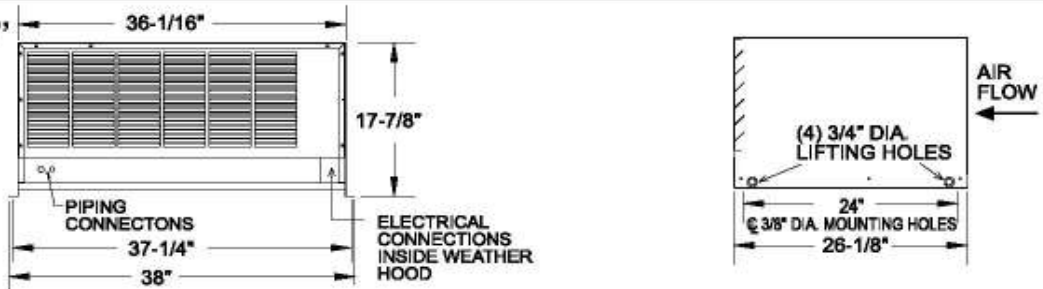 36-1/16"
17-7/8"
PIPING
CONNECTONS
ELECTRICAL
CONNECTIONS
INSIDE WEATHER
HOOD
37-1/4"
38"
AIR
FLOW
(4) 3/4" DIA.
LIFTING HOLES
24"
℄ 3/8" DIA. MOUNTING HOLES
26-1/8"